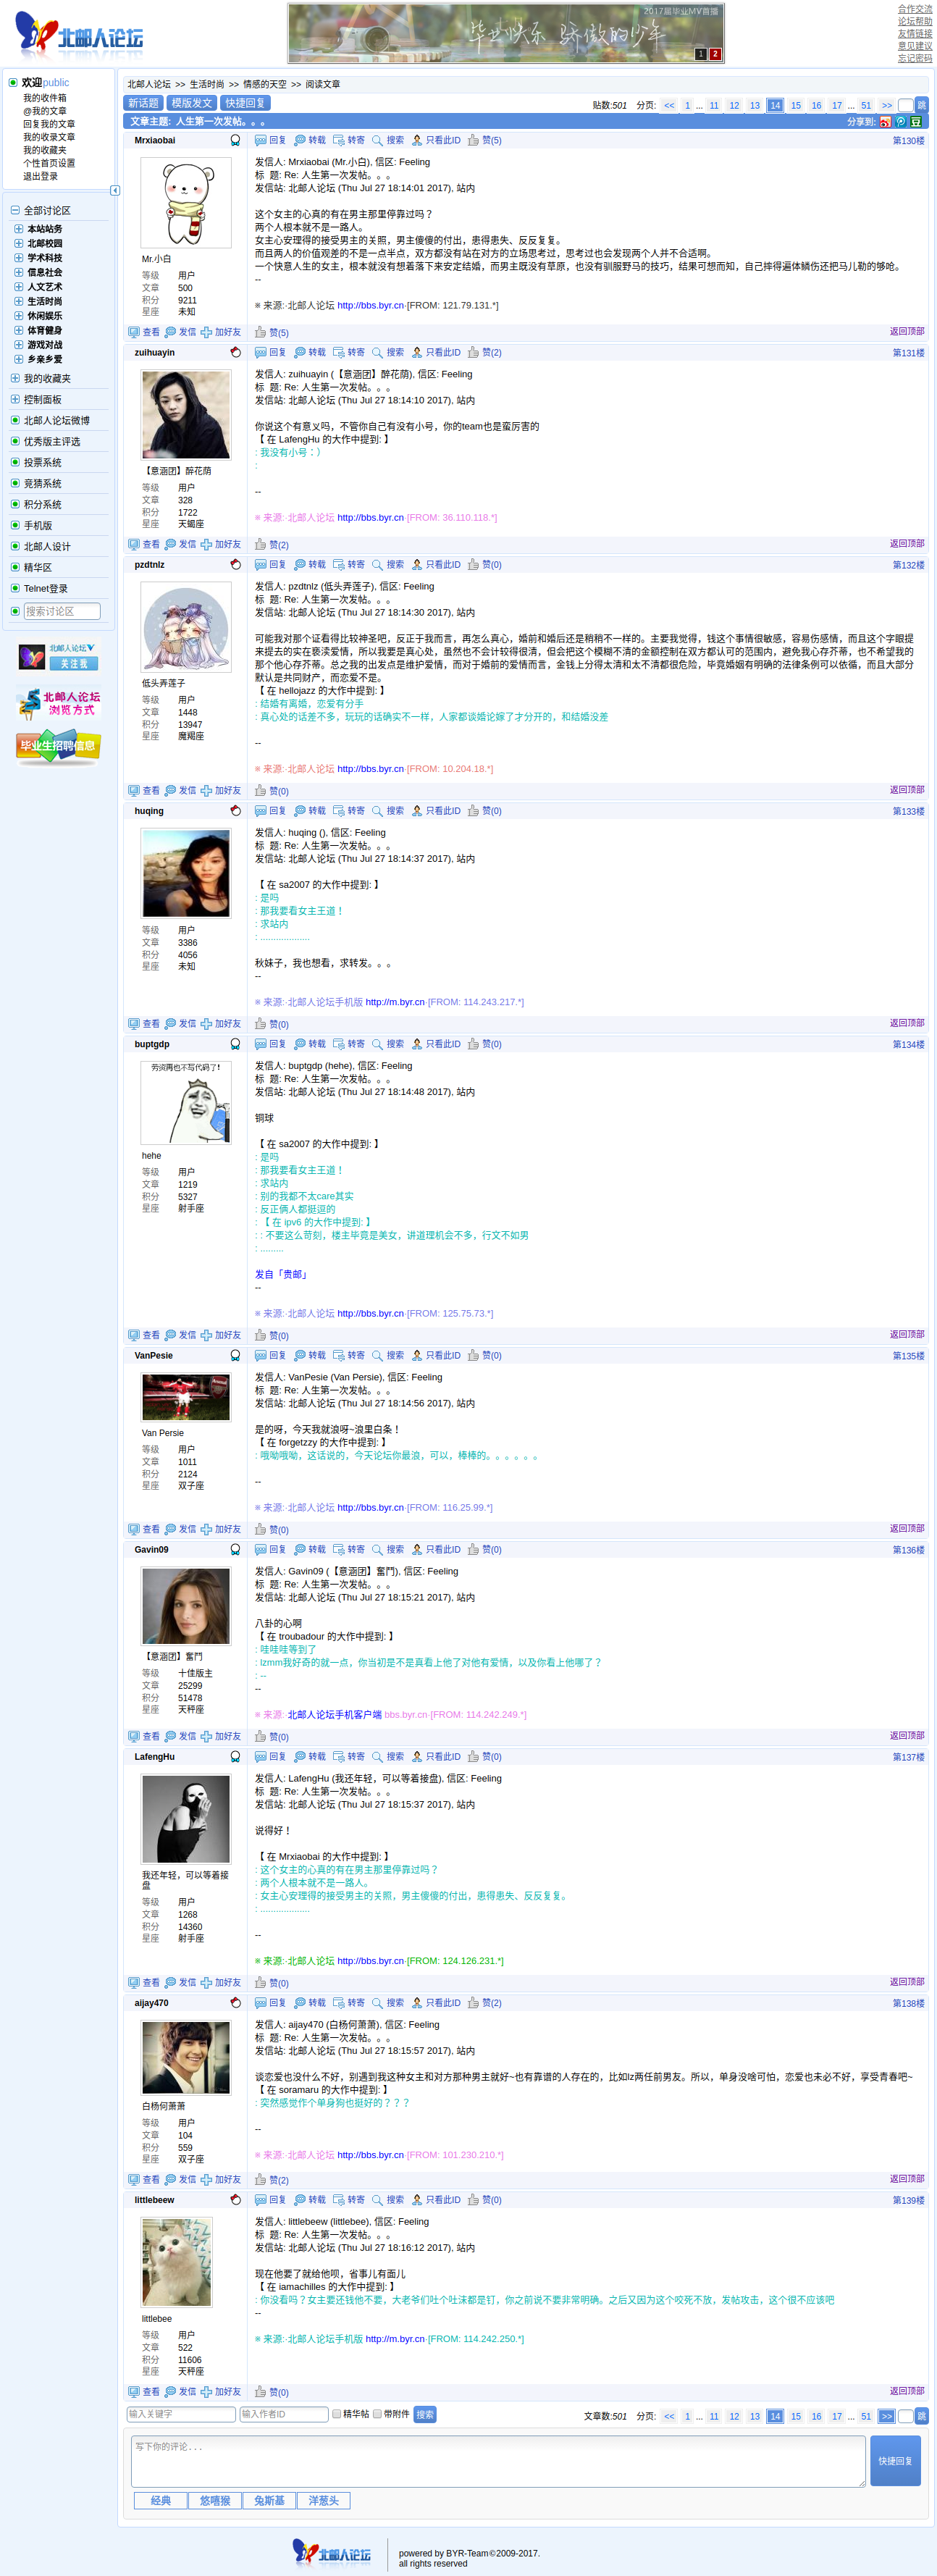 北邮人论坛
毕业快乐 骄傲的少年
2017届毕业MV首播
1 2
合作交流
论坛帮助
友情链接
意见建议
忘记密码
欢迎public
我的收件箱
@我的文章
回复我的文章
我的收录文章
我的收藏夹
个性首页设置
退出登录
全部讨论区
本站站务
北邮校园
学术科技
信息社会
人文艺术
生活时尚
休闲娱乐
体育健身
游戏对战
乡亲乡爱
我的收藏夹
控制面板
北邮人论坛微博
优秀版主评选
投票系统
竞猜系统
积分系统
手机版
北邮人设计
精华区
Telnet登录
搜索讨论区
北邮人论坛
关注我
北邮人论坛
浏览方式
毕业生招聘信息
北邮人论坛 >> 生活时尚 >> 情感的天空 >> 阅读文章
新话题 模版发文 快捷回复
贴数:501 分页: << 1 ... 11 12 13 14 15 16 17 ... 51 >> 跳
文章主题: 人生第一次发帖。。。
分享到:
Mrxiaobai
回复 转载 转寄 搜索 只看此ID 赞(5)
第130楼
Mr.小白
等级 用户
文章 500
积分 9211
星座 未知
发信人: Mrxiaobai (Mr.小白), 信区: Feeling
标 题: Re: 人生第一次发帖。。。
发信站: 北邮人论坛 (Thu Jul 27 18:14:01 2017), 站内
这个女主的心真的有在男主那里停靠过吗？
两个人根本就不是一路人。
女主心安理得的接受男主的关照，男主傻傻的付出，患得患失、反反复复。
而且两人的价值观差的不是一点半点，双方都没有站在对方的立场思考过，思考过也会发现两个人并不合适啊。
一个快意人生的女主，根本就没有想着落下来安定结婚，而男主既没有草原，也没有驯服野马的技巧，结果可想而知，自己摔得遍体鳞伤还把马儿勒的够呛。
--
※ 来源:·北邮人论坛 http://bbs.byr.cn·[FROM: 121.79.131.*]
查看 发信 加好友 赞(5)
返回顶部
zuihuayin
回复 转载 转寄 搜索 只看此ID 赞(2)
第131楼
【意涵团】醉花荫
等级 用户
文章 328
积分 1722
星座 天蝎座
发信人: zuihuayin (【意涵团】醉花荫), 信区: Feeling
标 题: Re: 人生第一次发帖。。。
发信站: 北邮人论坛 (Thu Jul 27 18:14:10 2017), 站内
你说这个有意义吗，不管你自己有没有小号，你的team也是蛮厉害的
【 在 LafengHu 的大作中提到: 】
: 我没有小号：）
:
--
※ 来源:·北邮人论坛 http://bbs.byr.cn·[FROM: 36.110.118.*]
查看 发信 加好友 赞(2)
返回顶部
pzdtnlz
回复 转载 转寄 搜索 只看此ID 赞(0)
第132楼
低头弄莲子
等级 用户
文章 1448
积分 13947
星座 魔羯座
发信人: pzdtnlz (低头弄莲子), 信区: Feeling
标 题: Re: 人生第一次发帖。。。
发信站: 北邮人论坛 (Thu Jul 27 18:14:30 2017), 站内
可能我对那个证看得比较神圣吧，反正于我而言，再怎么真心，婚前和婚后还是稍稍不一样的。主要我觉得，钱这个事情很敏感，容易伤感情，而且这个字眼提来提去的实在亵渎爱情，所以我要是真心处，虽然也不会计较得很清，但会把这个模糊不清的金额控制在双方都认可的范围内，避免我心存芥蒂，也不希望我的那个他心存芥蒂。总之我的出发点是维护爱情，而对于婚前的爱情而言，金钱上分得太清和太不清都很危险，毕竟婚姻有明确的法律条例可以依循，而且大部分默认是共同财产，而恋爱不是。
【 在 hellojazz 的大作中提到: 】
: 结婚有离婚，恋爱有分手
: 真心处的话差不多，玩玩的话确实不一样，人家都谈婚论嫁了才分开的，和结婚没差
--
※ 来源:·北邮人论坛 http://bbs.byr.cn·[FROM: 10.204.18.*]
查看 发信 加好友 赞(0)
返回顶部
huqing
回复 转载 转寄 搜索 只看此ID 赞(0)
第133楼
等级 用户
文章 3386
积分 4056
星座 未知
发信人: huqing (), 信区: Feeling
标 题: Re: 人生第一次发帖。。。
发信站: 北邮人论坛 (Thu Jul 27 18:14:37 2017), 站内
【 在 sa2007 的大作中提到: 】
: 是吗
: 那我要看女主王道！
: 求站内
: ...................
秋妹子，我也想看，求转发。。。
--
※ 来源:·北邮人论坛手机版 http://m.byr.cn·[FROM: 114.243.217.*]
查看 发信 加好友 赞(0)
返回顶部
buptgdp
回复 转载 转寄 搜索 只看此ID 赞(0)
第134楼
劳资再也不写代码了!
hehe
等级 用户
文章 1219
积分 5327
星座 射手座
发信人: buptgdp (hehe), 信区: Feeling
标 题: Re: 人生第一次发帖。。。
发信站: 北邮人论坛 (Thu Jul 27 18:14:48 2017), 站内
铜球
【 在 sa2007 的大作中提到: 】
: 是吗
: 那我要看女主王道！
: 求站内
: 别的我都不太care其实
: 反正俩人都挺逗的
: 【 在 ipv6 的大作中提到: 】
: : 不要这么苛刻，楼主毕竟是美女，讲道理机会不多，行文不如男
: .........
发自「贵邮」
--
※ 来源:·北邮人论坛 http://bbs.byr.cn·[FROM: 125.75.73.*]
查看 发信 加好友 赞(0)
返回顶部
VanPesie
回复 转载 转寄 搜索 只看此ID 赞(0)
第135楼
Van Persie
等级 用户
文章 1011
积分 2124
星座 双子座
发信人: VanPesie (Van Persie), 信区: Feeling
标 题: Re: 人生第一次发帖。。。
发信站: 北邮人论坛 (Thu Jul 27 18:14:56 2017), 站内
是的呀，今天我就浪呀~浪里白条！
【 在 forgetzzy 的大作中提到: 】
: 哦呦哦呦，这话说的，今天论坛你最浪，可以，棒棒的。。。。。。
--
※ 来源:·北邮人论坛 http://bbs.byr.cn·[FROM: 116.25.99.*]
查看 发信 加好友 赞(0)
返回顶部
Gavin09
回复 转载 转寄 搜索 只看此ID 赞(0)
第136楼
【意涵团】奮鬥
等级 十佳版主
文章 25299
积分 51478
星座 天秤座
发信人: Gavin09 (【意涵团】奮鬥), 信区: Feeling
标 题: Re: 人生第一次发帖。。。
发信站: 北邮人论坛 (Thu Jul 27 18:15:21 2017), 站内
八卦的心啊
【 在 troubadour 的大作中提到: 】
: 哇哇哇等到了
: lzmm我好奇的就一点，你当初是不是真看上他了对他有爱情，以及你看上他哪了？
: --
--
※ 来源:·北邮人论坛手机客户端 bbs.byr.cn·[FROM: 114.242.249.*]
查看 发信 加好友 赞(0)
返回顶部
LafengHu
回复 转载 转寄 搜索 只看此ID 赞(0)
第137楼
我还年轻，可以等着接盘
等级 用户
文章 1268
积分 14360
星座 射手座
发信人: LafengHu (我还年轻，可以等着接盘), 信区: Feeling
标 题: Re: 人生第一次发帖。。。
发信站: 北邮人论坛 (Thu Jul 27 18:15:37 2017), 站内
说得好！
【 在 Mrxiaobai 的大作中提到: 】
: 这个女主的心真的有在男主那里停靠过吗？
: 两个人根本就不是一路人。
: 女主心安理得的接受男主的关照，男主傻傻的付出，患得患失、反反复复。
: ...................
--
※ 来源:·北邮人论坛 http://bbs.byr.cn·[FROM: 124.126.231.*]
查看 发信 加好友 赞(0)
返回顶部
aijay470
回复 转载 转寄 搜索 只看此ID 赞(2)
第138楼
白杨何萧萧
等级 用户
文章 104
积分 559
星座 双子座
发信人: aijay470 (白杨何萧萧), 信区: Feeling
标 题: Re: 人生第一次发帖。。。
发信站: 北邮人论坛 (Thu Jul 27 18:15:57 2017), 站内
谈恋爱也没什么不好，别遇到我这种女主和对方那种男主就好~也有靠谱的人存在的，比如lz两任前男友。所以，单身没啥可怕，恋爱也未必不好，享受青春吧~
【 在 soramaru 的大作中提到: 】
: 突然感觉作个单身狗也挺好的？？？
--
※ 来源:·北邮人论坛 http://bbs.byr.cn·[FROM: 101.230.210.*]
查看 发信 加好友 赞(2)
返回顶部
littlebeew
回复 转载 转寄 搜索 只看此ID 赞(0)
第139楼
littlebee
等级 用户
文章 522
积分 11606
星座 天秤座
发信人: littlebeew (littlebee), 信区: Feeling
标 题: Re: 人生第一次发帖。。。
发信站: 北邮人论坛 (Thu Jul 27 18:16:12 2017), 站内
现在他要了就给他呗，省事儿有面儿
【 在 iamachilles 的大作中提到: 】
: 你没看吗？女主要还钱他不要，大老爷们吐个吐沫都是钉，你之前说不要非常明确。之后又因为这个咬死不放，发帖攻击，这个很不应该吧
--
※ 来源:·北邮人论坛手机版 http://m.byr.cn·[FROM: 114.242.250.*]
查看 发信 加好友 赞(0)
返回顶部
输入关键字 输入作者ID 精华帖 带附件 搜索
文章数:501 分页: << 1 ... 11 12 13 14 15 16 17 ... 51 >> 跳
写下你的评论...
快捷回复
经典 悠嘻猴 兔斯基 洋葱头
北邮人论坛
powered by BYR-Team©2009-2017.
all rights reserved